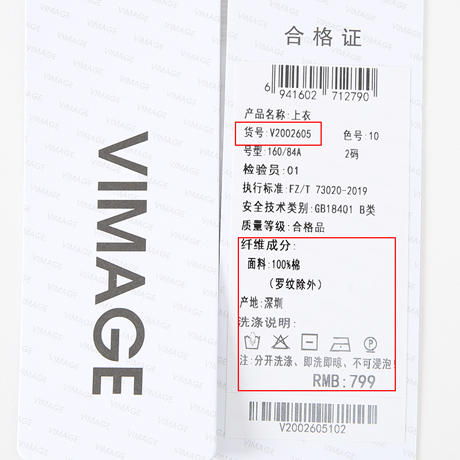 VIMAGE
合格证
6 941602 712790
产品名称:上衣
货号:V2002605 色号:10
号型:160/84A 2码
检验员:01
执行标准:FZ/T 73020-2019
安全技术类别:GB18401 B类
质量等级:合格品
纤维成分:
面料:100%棉
(罗纹除外)
产地:深圳
洗涤说明:
注:分开洗涤、即洗即晾、不可浸泡!
RMB:799
V2002605102